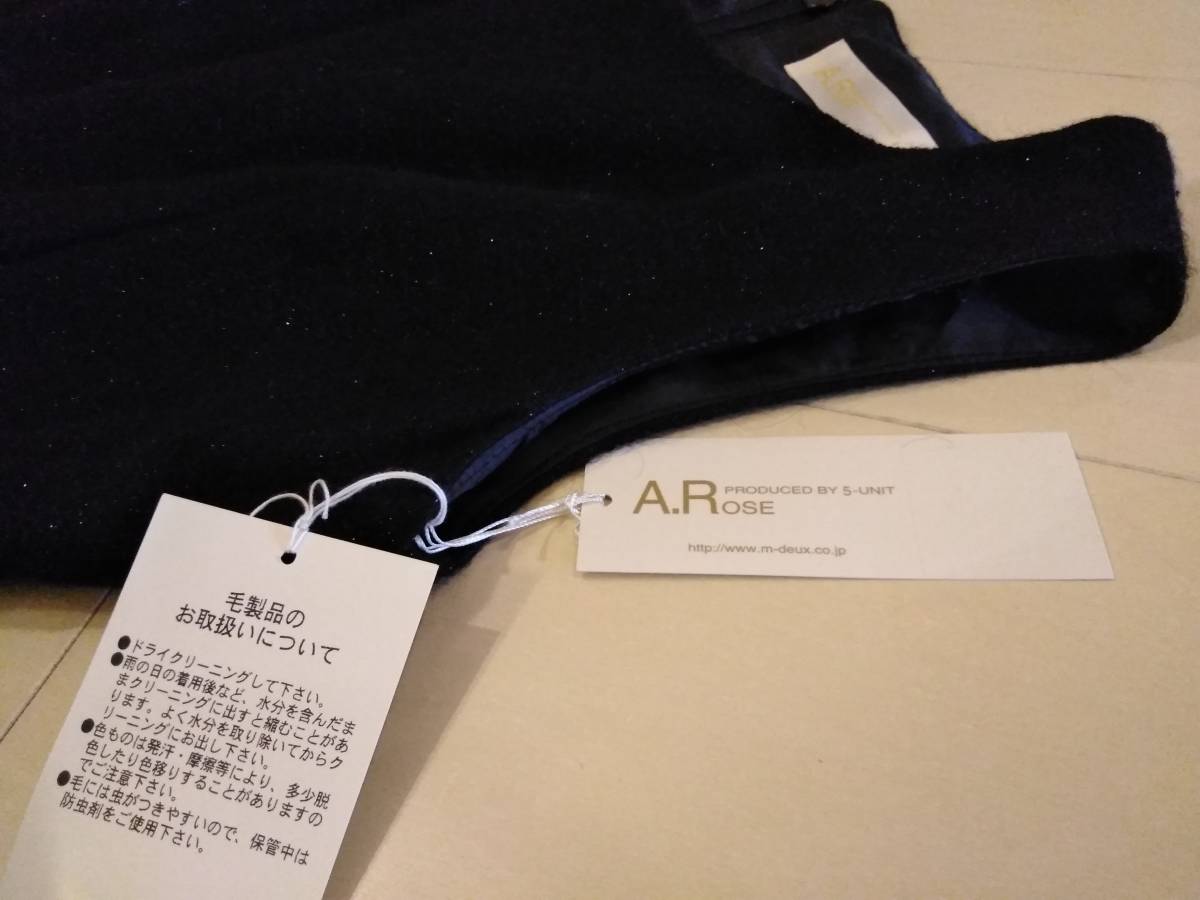 A.R
A.ROSE PRODUCED BY 5-UNIT
http://www.m-deux.co.jp
毛製品の
お取扱いについて
●ドライクリーニングして下さい。
●雨の日の着用後など、水分を含んだま
まクリーニングに出すと縮むことがあ
ります。よく水分を取り除いてからク
リーニングにお出し下さい。
●色ものは発汗・摩擦等により、多少脱
色したり色移りすることがありますの
でご注意下さい。
●毛には虫がつきやすいので、保管中は
防虫剤をご使用下さい。